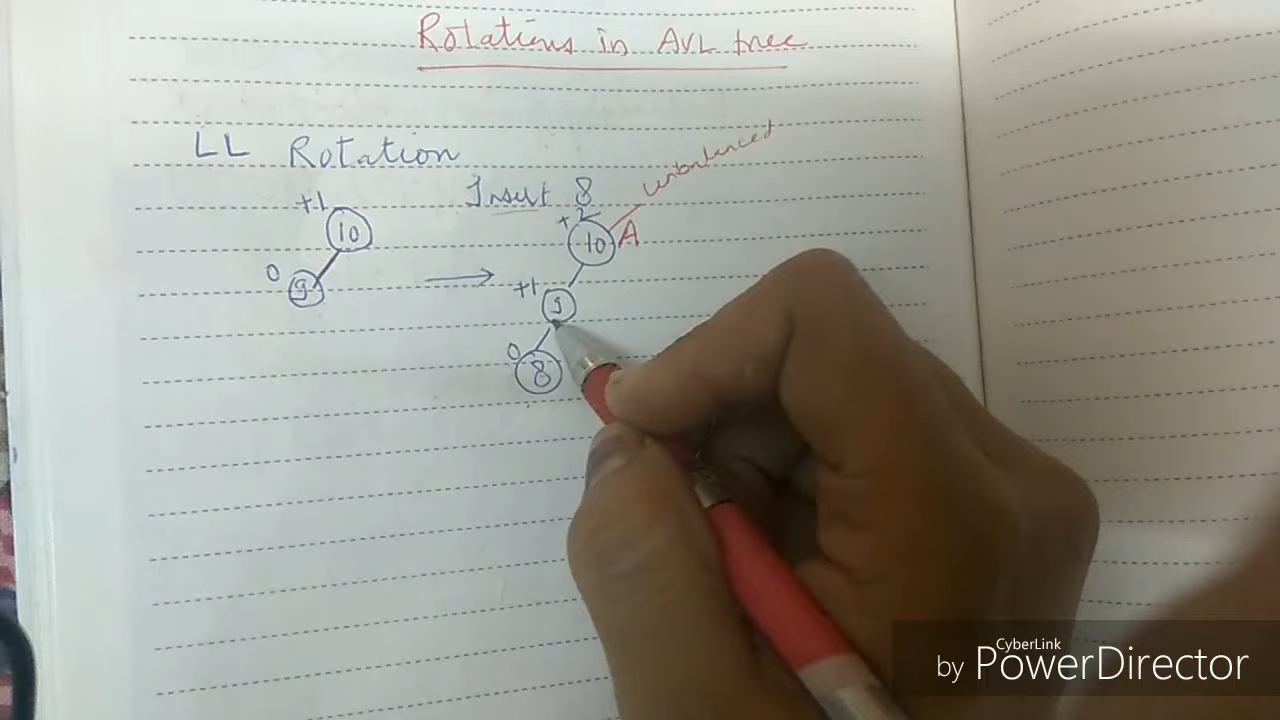 Rotations in AVL tree
LL Rotation
Insert 8
unbalanced
+1
10
0
9
+2
10 A
+1
9
0
8
CyberLink
by PowerDirector